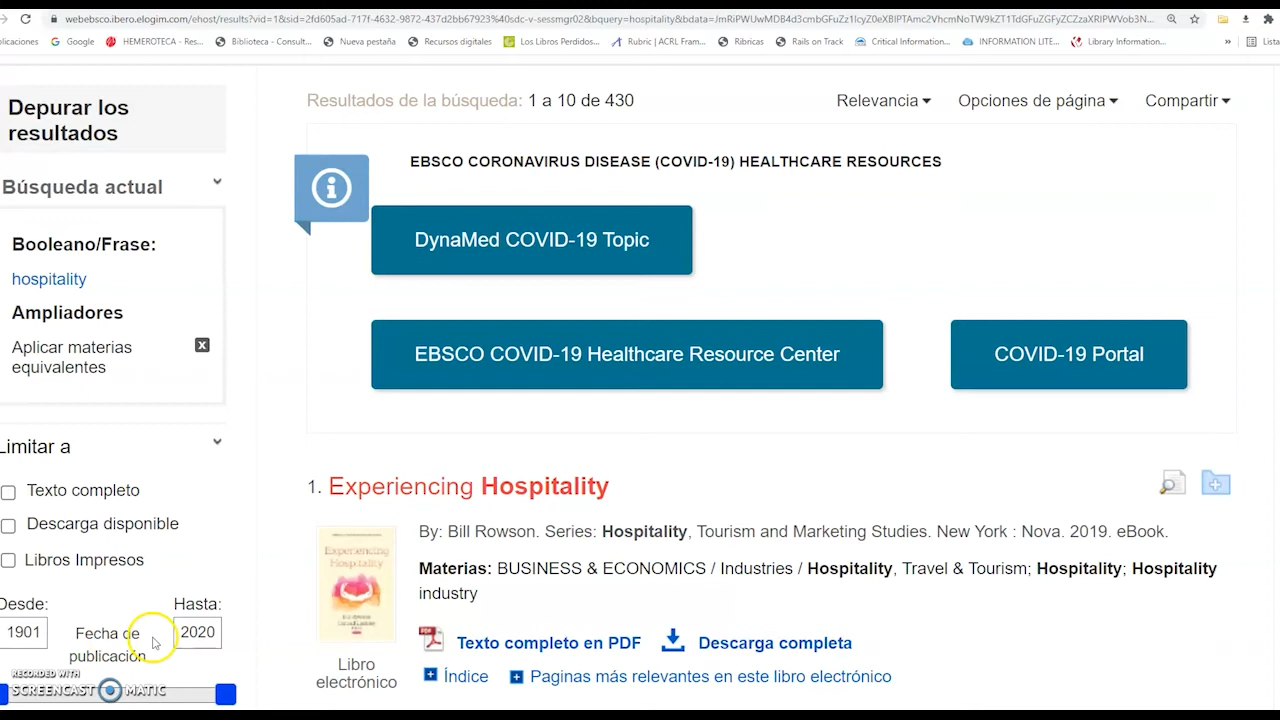 webebsco.ibero.elogim.com/ehost/results?vid=1&sid=2fd605ad-717f-4632-9872-437d2bb67923%40sdc-v-sessmgr02&bquery=hospitality&bdata=
plicaciones Google HEMEROTECA - Res... Biblioteca - Consult... Nueva pestaña Recursos digitales Los Libros Perdidos... Rubric | ACRL Fram... Ribricas Rails on Track Critical Information... INFORMATION LITE... Library Information... » Lista
Depurar los
resultados
Resultados de la búsqueda: 1 a 10 de 430
Relevancia Opciones de página Compartir
EBSCO CORONAVIRUS DISEASE (COVID-19) HEALTHCARE RESOURCES
Búsqueda actual
DynaMed COVID-19 Topic
Booleano/Frase:
hospitality
Ampliadores
Aplicar materias
equivalentes
EBSCO COVID-19 Healthcare Resource Center
COVID-19 Portal
Limitar a
Texto completo
Descarga disponible
Libros Impresos
Desde: Hasta:
1901 Fecha de 2020
publicación
1. Experiencing Hospitality
By: Bill Rowson. Series: Hospitality, Tourism and Marketing Studies. New York : Nova. 2019. eBook.
Materias: BUSINESS & ECONOMICS / Industries / Hospitality, Travel & Tourism; Hospitality; Hospitality
industry
Experiencing
Hospitality
Texto completo en PDF Descarga completa
Libro
electrónico
Índice Paginas más relevantes en este libro electrónico
RECORDED WITH
SCREENCAST MATIC